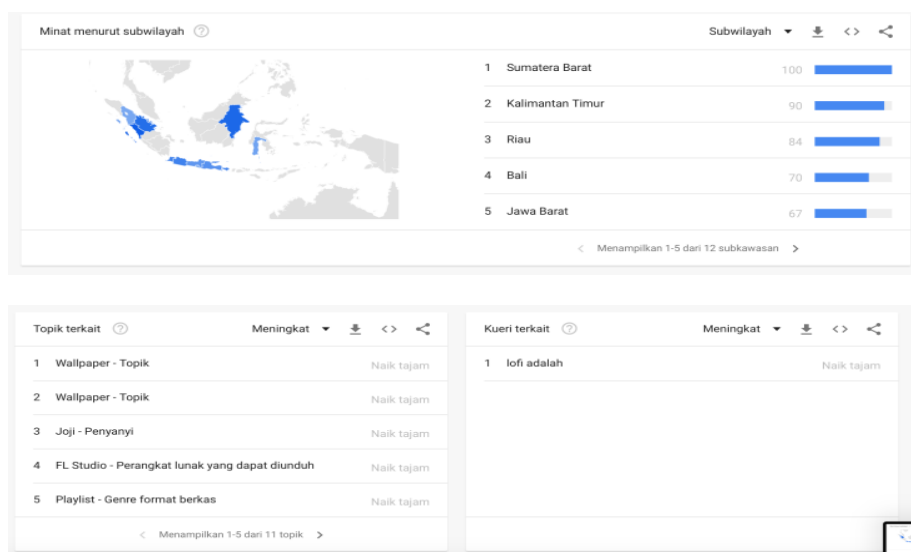 Minat menurut subwilayah
Subwilayah
1 Sumatera Barat 100
2 Kalimantan Timur 90
3 Riau 84
4 Bali 70
5 Jawa Barat 67
Menampilkan 1-5 dari 12 subkawasan
Topik terkait Meningkat
1 Wallpaper - Topik Naik tajam
2 Wallpaper - Topik Naik tajam
3 Joji - Penyanyi Naik tajam
4 FL Studio - Perangkat lunak yang dapat diunduh Naik tajam
5 Playlist - Genre format berkas Naik tajam
Menampilkan 1-5 dari 11 topik
Kueri terkait Meningkat
1 lofi adalah Naik tajam